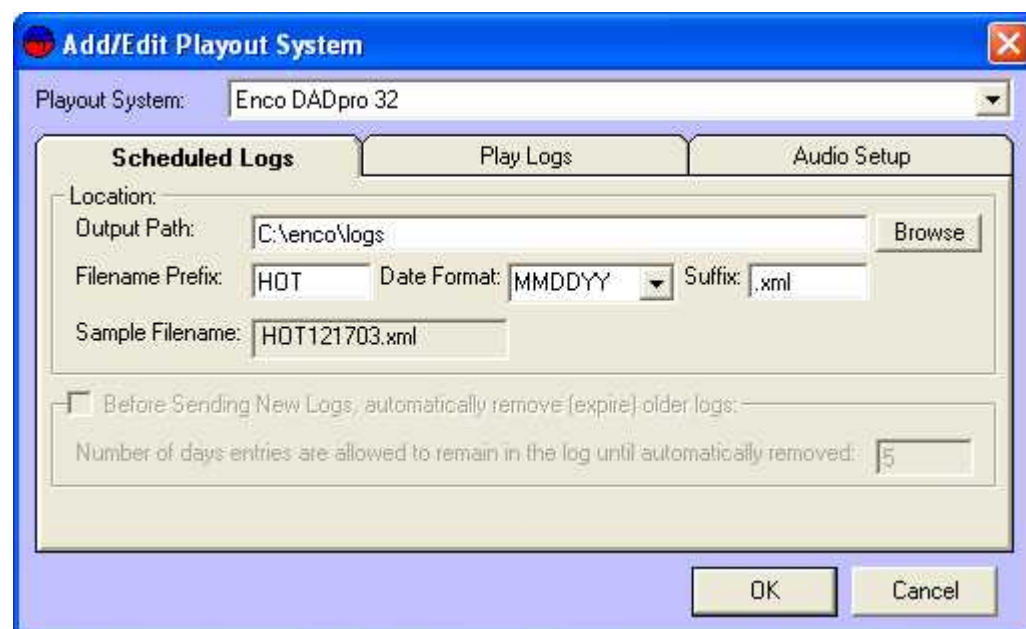 Add/Edit Playout System
Playout System: Enco DADpro 32
Scheduled Logs Play Logs Audio Setup
Location:
Output Path: C:\enco\logs Browse
Filename Prefix: HOT Date Format: MMDDYY Suffix: .xml
Sample Filename: HOT121703.xml
Before Sending New Logs, automatically remove (expire) older logs:
Number of days entries are allowed to remain in the log until automatically removed: 5
OK Cancel